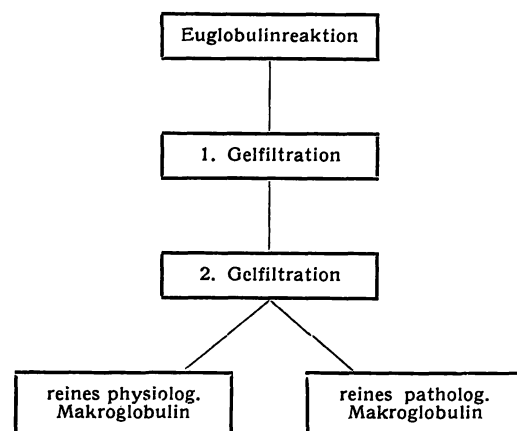 Euglobulinreaktion
1. Gelfiltration
2. Gelfiltration
reines physiolog.
Makroglobulin
reines patholog.
Makroglobulin